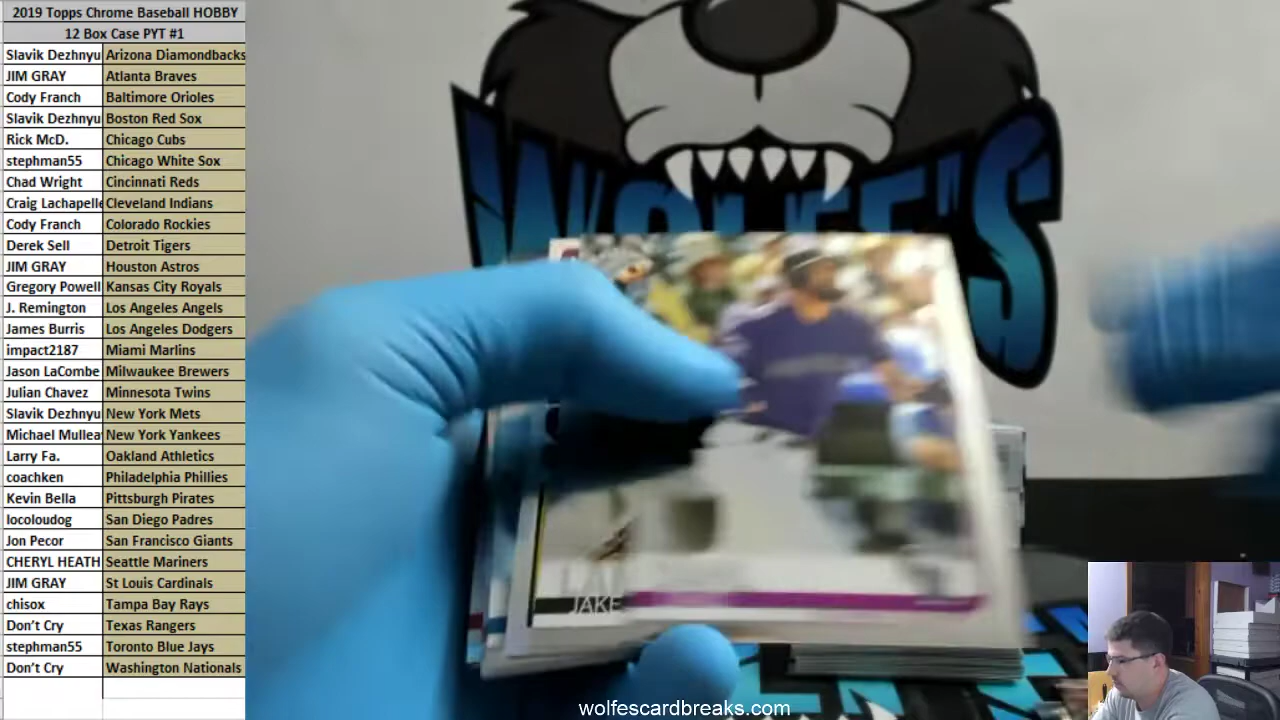 2019 Topps Chrome Baseball HOBBY
12 Box Case PYT #1
Slavik Dezhnyu Arizona Diamondbacks
JIM GRAY Atlanta Braves
Cody Franch Baltimore Orioles
Slavik Dezhnyu Boston Red Sox
Rick McD. Chicago Cubs
stephman55 Chicago White Sox
Chad Wright Cincinnati Reds
Craig Lachapelle Cleveland Indians
Cody Franch Colorado Rockies
Derek Sell Detroit Tigers
JIM GRAY Houston Astros
Gregory Powell Kansas City Royals
J. Remington Los Angeles Angels
James Burris Los Angeles Dodgers
impact2187 Miami Marlins
Jason LaCombe Milwaukee Brewers
Julian Chavez Minnesota Twins
Slavik Dezhnyu New York Mets
Michael Mullea New York Yankees
Larry Fa. Oakland Athletics
coachken Philadelphia Phillies
Kevin Bella Pittsburgh Pirates
locoloudog San Diego Padres
Jon Pecor San Francisco Giants
CHERYL HEATH Seattle Mariners
JIM GRAY St Louis Cardinals
chisox Tampa Bay Rays
Don't Cry Texas Rangers
stephman55 Toronto Blue Jays
Don't Cry Washington Nationals
WOLFE'S
JAKE
wolfescardbreaks.com